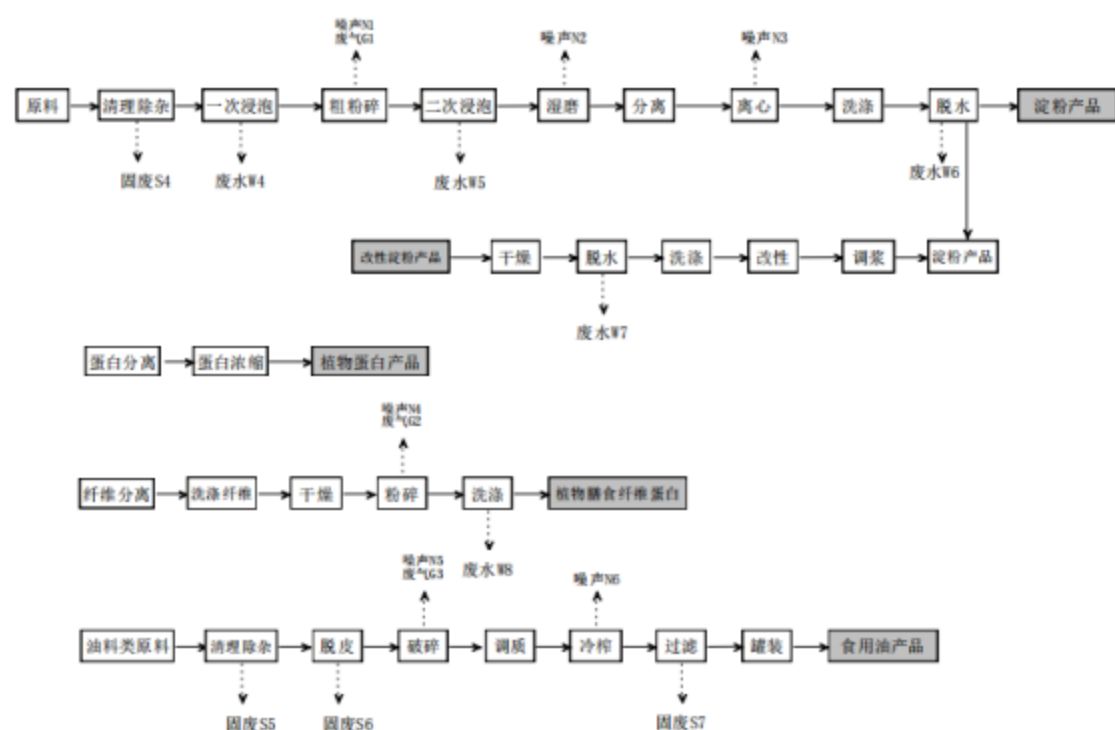 噪声N1
废气G1
噪声N2
噪声N3
原料
清理除杂
一次浸泡
粗粉碎
二次浸泡
湿磨
分离
离心
洗涤
脱水
淀粉产品
固废S4
废水W4
废水W5
废水W6
改性淀粉产品
干燥
脱水
洗涤
改性
调浆
淀粉产品
废水W7
蛋白分离
蛋白浓缩
植物蛋白产品
噪声N4
废气G2
纤维分离
洗涤纤维
干燥
粉碎
洗涤
植物膳食纤维蛋白
噪声N5
废气G3
废水W8
噪声N6
油料类原料
清理除杂
脱皮
破碎
调质
冷榨
过滤
罐装
食用油产品
固废S5
固废S6
固废S7